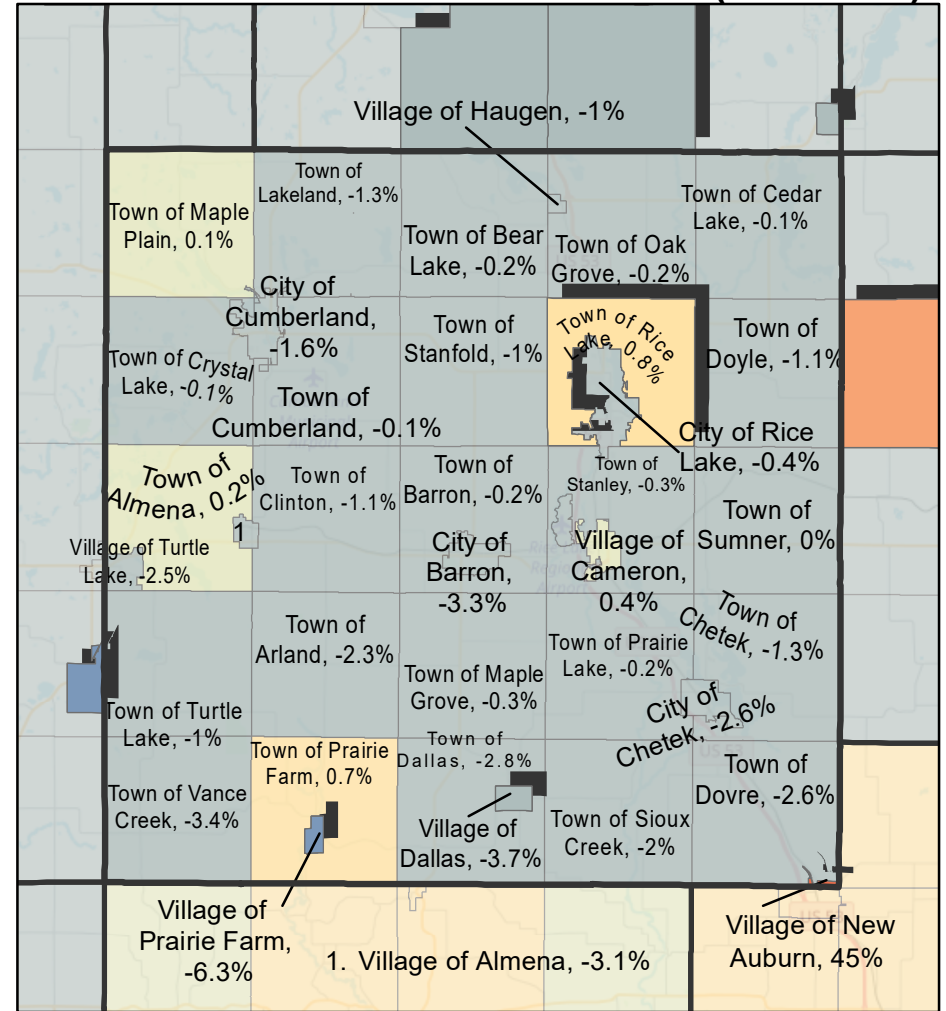 Village of Haugen, -1%
Town of
Lakeland, -1.3%
Town of Cedar
Lake, -0.1%
Town of Maple
Plain, 0.1%
Town of Bear
Lake, -0.2%
Town of Oak
Grove, -0.2%
US 53
City of
Cumberland,
-1.6%
Town of
Stanfold, -1%
Town of Rice
Lake, 0.8%
Town of
Doyle, -1.1%
Town of Crystal
Lake, -0.1%
Town of
Cumberland, -0.1%
City of Rice
Lake, -0.4%
Town of
Almena, 0.2%
1
Town of
Clinton, -1.1%
Town of
Barron, -0.2%
Town of
Stanley, -0.3%
Town of
Sumner, 0%
Village of Turtle
Lake, -2.5%
City of
Barron,
-3.3%
Village of
Cameron,
0.4%
Town of
Chetek, -1.3%
Town of
Arland, -2.3%
Town of Prairie
Lake, -0.2%
Town of Maple
Grove, -0.3%
City of
Chetek, -2.6%
US 53
Town of Turtle
Lake, -1%
Town of Prairie
Farm, 0.7%
Town of
Dallas, -2.8%
Town of
Dovre, -2.6%
Town of Vance
Creek, -3.4%
Village of
Dallas, -3.7%
Town of Sioux
Creek, -2%
Village of
Prairie Farm,
-6.3%
1. Village of Almena, -3.1%
Village of New
Auburn, 45%